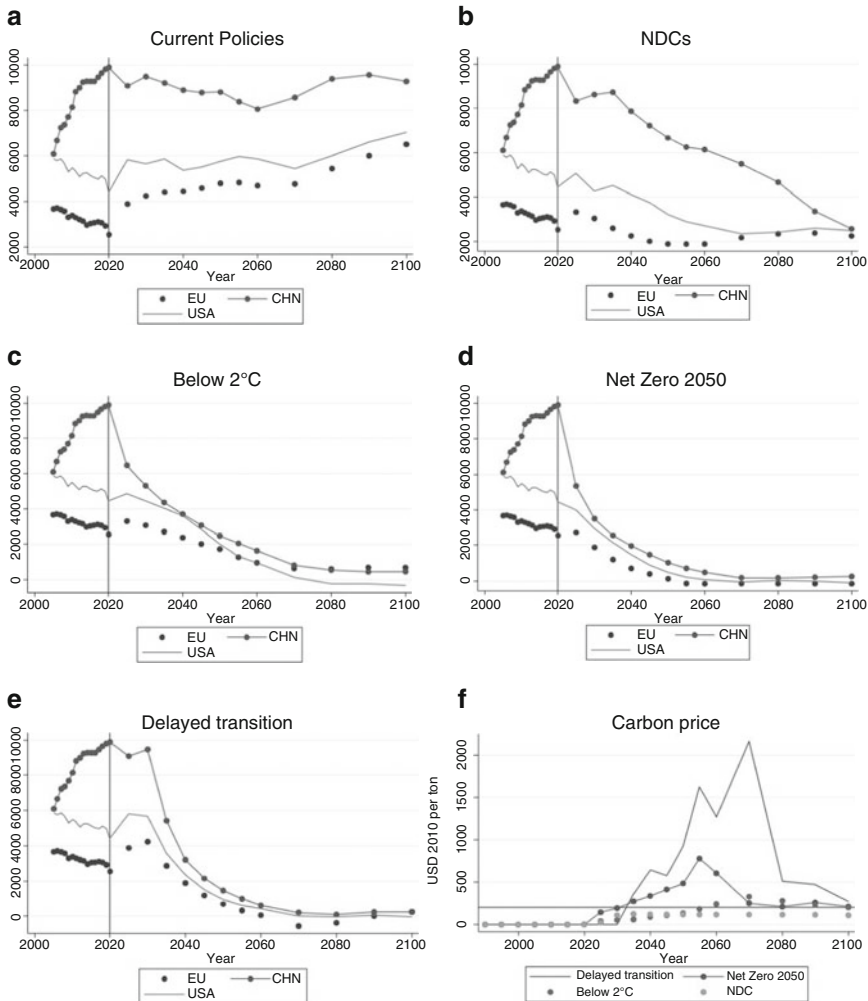 a
Current Policies
10000
8000
6000
4000
2000
2000 2020 2040 2060 2080 2100
Year
EU CHN
USA
b
NDCs
10000
8000
6000
4000
2000
2000 2020 2040 2060 2080 2100
Year
EU CHN
USA
c
Below 2°C
10000
8000
6000
4000
2000
0
2000 2020 2040 2060 2080 2100
Year
EU CHN
USA
d
Net Zero 2050
10000
8000
6000
4000
2000
0
2000 2020 2040 2060 2080 2100
Year
EU CHN
USA
e
Delayed transition
10000
8000
6000
4000
2000
0
2000 2020 2040 2060 2080 2100
Year
EU CHN
USA
f
Carbon price
USD 2010 per ton
2000
1500
1000
500
0
2000 2020 2040 2060 2080 2100
Year
Delayed transition Net Zero 2050
Below 2°C NDC